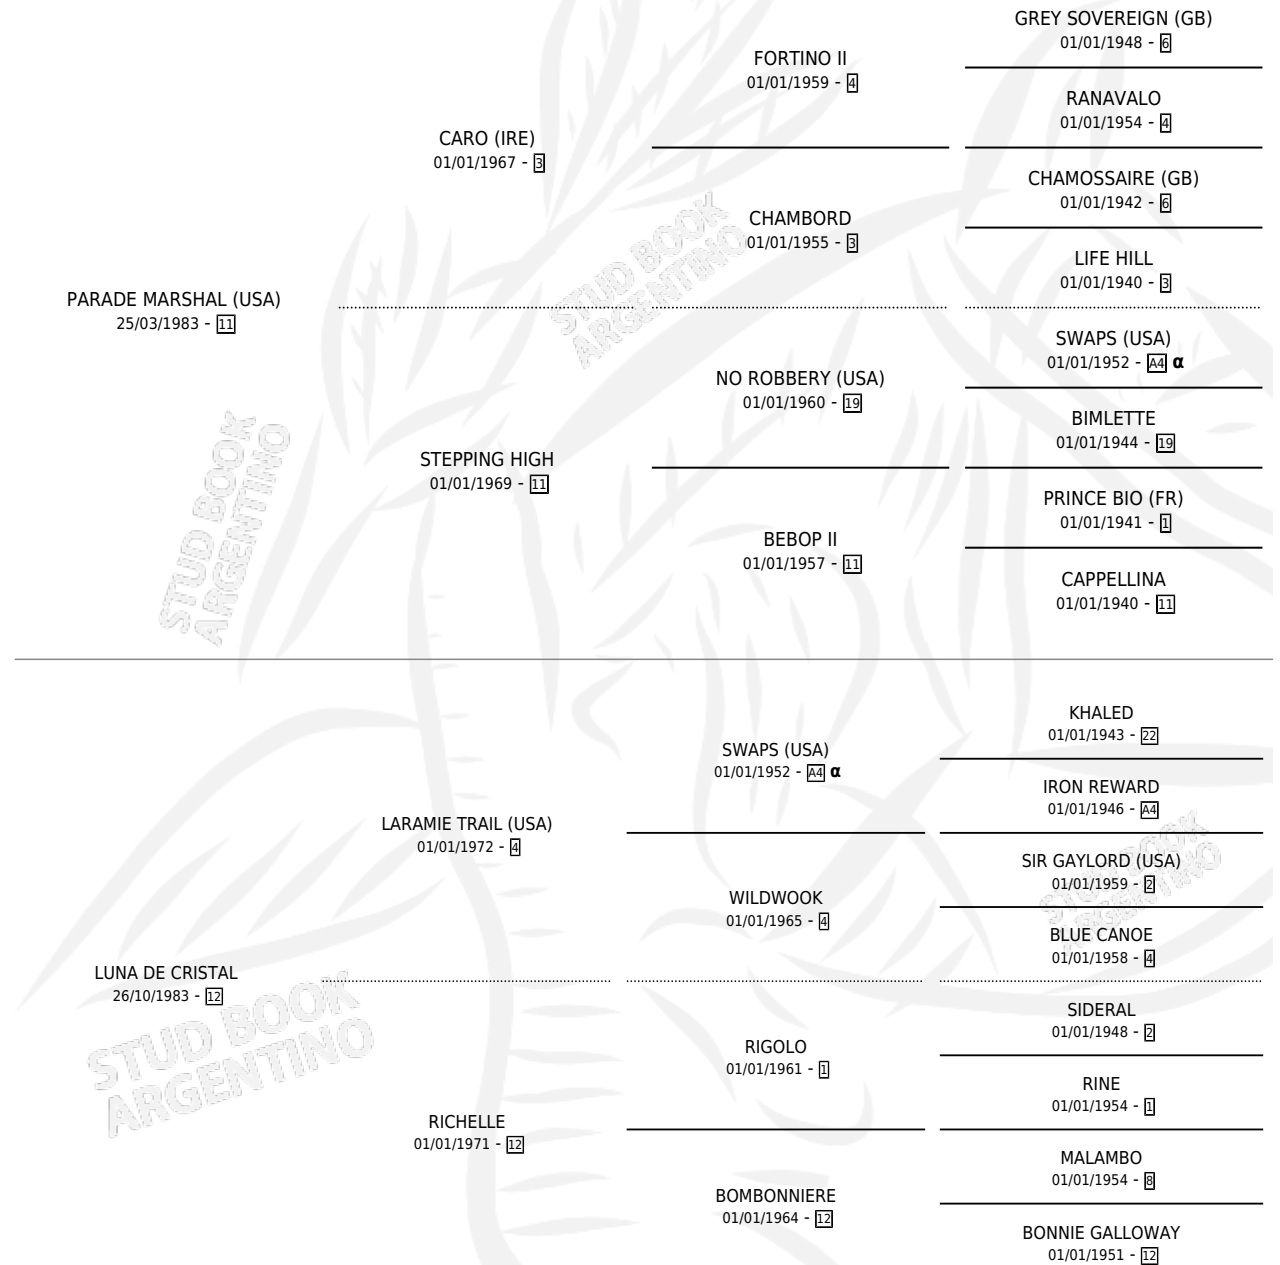 GREY SOVEREIGN (GB)
01/01/1948 - 6
FORTINO II
01/01/1959 - 4
RANAVALO
01/01/1954 - 4
CARO (IRE)
01/01/1967 - 3
CHAMOSSAIRE (GB)
01/01/1942 - 6
CHAMBORD
01/01/1955 - 3
LIFE HILL
01/01/1940 - 3
PARADE MARSHAL (USA)
25/03/1983 - 11
SWAPS (USA)
01/01/1952 - A4 α
NO ROBBERY (USA)
01/01/1960 - 19
BIMLETTE
01/01/1944 - 19
STEPPING HIGH
01/01/1969 - 11
PRINCE BIO (FR)
01/01/1941 - 1
BEBOP II
01/01/1957 - 11
CAPPELLINA
01/01/1940 - 11
KHALED
01/01/1943 - 22
SWAPS (USA)
01/01/1952 - A4 α
IRON REWARD
01/01/1946 - A4
LARAMIE TRAIL (USA)
01/01/1972 - 4
SIR GAYLORD (USA)
01/01/1959 - 2
WILDWOOK
01/01/1965 - 4
BLUE CANOE
01/01/1958 - 4
LUNA DE CRISTAL
26/10/1983 - 12
SIDERAL
01/01/1948 - 2
RIGOLO
01/01/1961 - 1
RINE
01/01/1954 - 1
RICHELLE
01/01/1971 - 12
MALAMBO
01/01/1954 - 8
BOMBONNIERE
01/01/1964 - 12
BONNIE GALLOWAY
01/01/1951 - 12
STUD BOOK
ARGENTINO
STUD BOOK
ARGENTINO
STUD BOOK
ARGENTINO
STUD BOOK
ARGENTINO